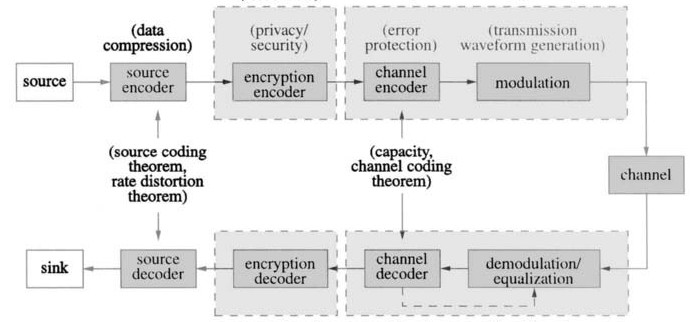 (data
compression)
(privacy/
security)
(error
protection)
(transmission
waveform generation)
source
source
encoder
encryption
encoder
channel
encoder
modulation
(source coding
theorem,
rate distortion
theorem)
(capacity,
channel coding
theorem)
channel
sink
source
decoder
encryption
decoder
channel
decoder
demodulation/
equalization